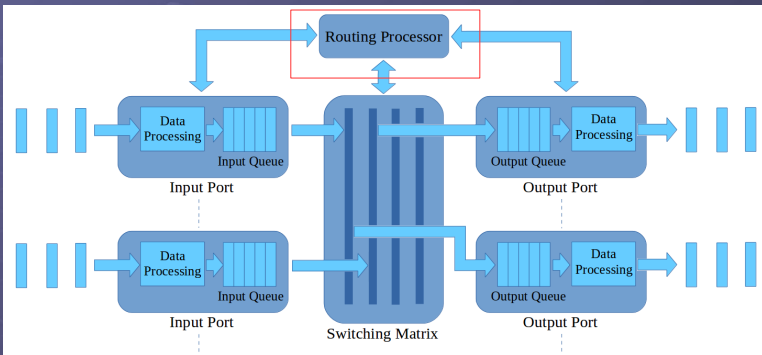 Routing Processor
Data
Processing
Input Queue
Input Port
Data
Processing
Output Queue
Output Port
Data
Processing
Input Queue
Input Port
Data
Processing
Output Queue
Output Port
Switching Matrix